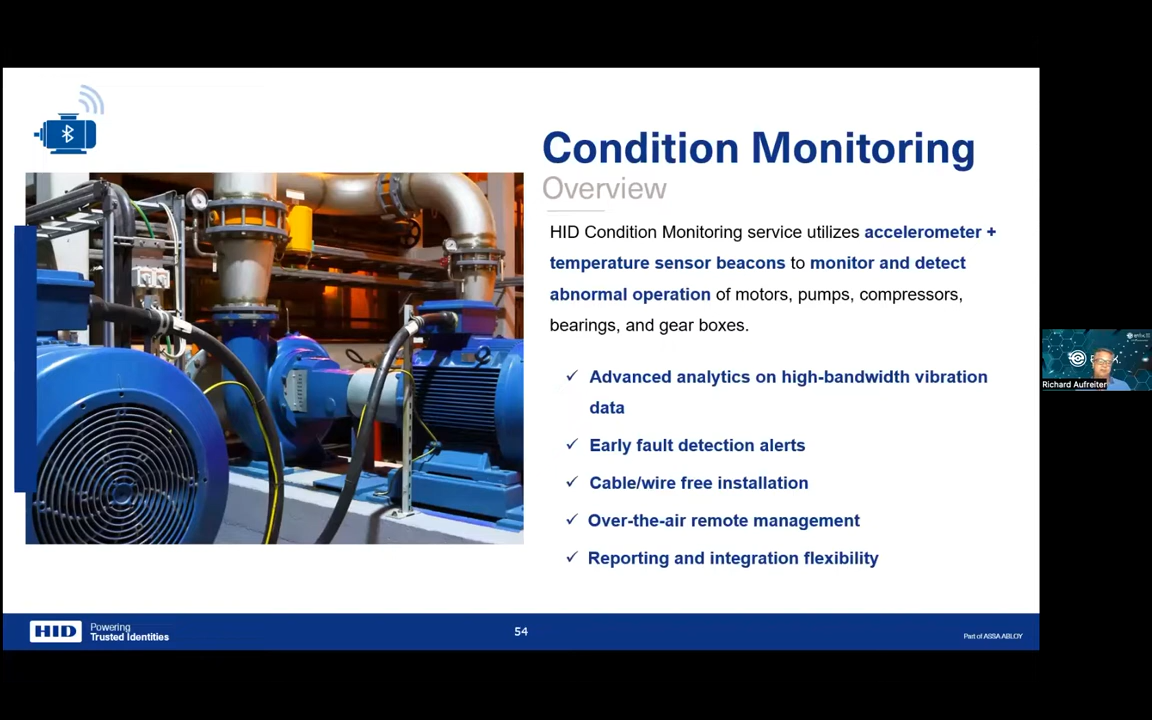 Condition Monitoring
Overview
HID Condition Monitoring service utilizes accelerometer +
temperature sensor beacons to monitor and detect
abnormal operation of motors, pumps, compressors,
bearings, and gear boxes.
✓ Advanced analytics on high-bandwidth vibration
data
✓ Early fault detection alerts
✓ Cable/wire free installation
✓ Over-the-air remote management
✓ Reporting and integration flexibility
Richard Aufreiter
HID
Powering
Trusted Identities
54
Part of ASSA ABLOY